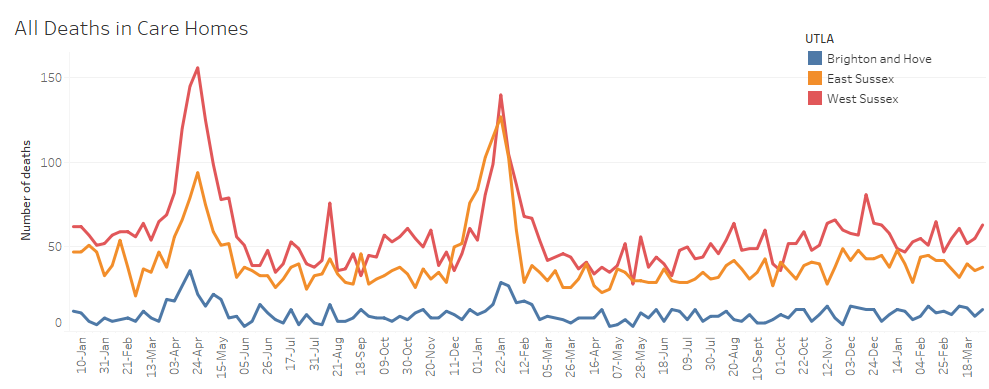 All Deaths in Care Homes
UTLA
Brighton and Hove
East Sussex
West Sussex
Number of deaths
150
100
50
0
10-Jan
31-Jan
21-Feb
13-Mar
03-Apr
24-Apr
15-May
05-Jun
26-Jun
17-Jul
31-Jul
21-Aug
18-Sep
09-Oct
30-Oct
20-Nov
11-Dec
01-Jan
22-Jan
12-Feb
05-Mar
26-Mar
16-Apr
07-May
28-May
18-Jun
09-Jul
30-Jul
20-Aug
10-Sept
01-Oct
22-Oct
12-Nov
03-Dec
24-Dec
14-Jan
04-Feb
25-Feb
18-Mar